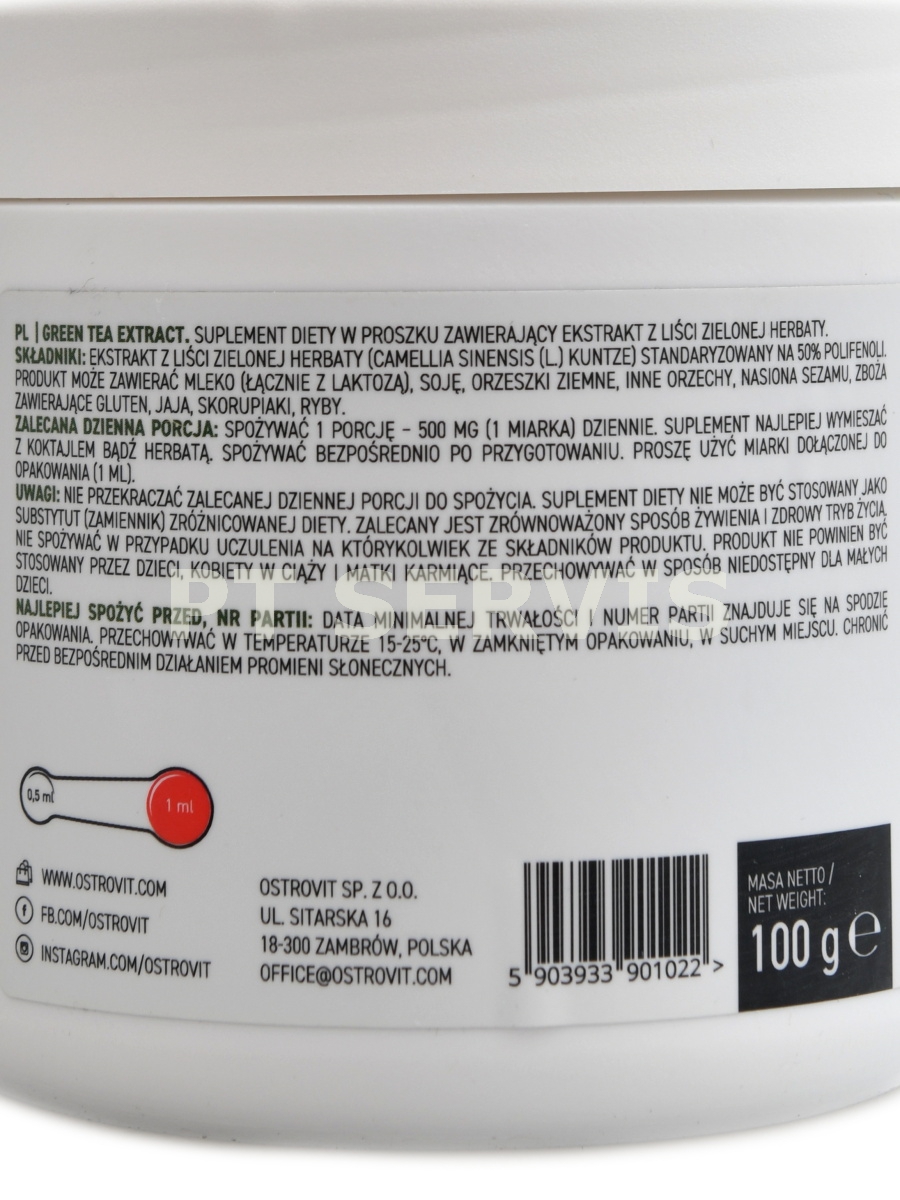 PL | GREEN TEA EXTRACT. SUPLEMENT DIETY W PROSZKU ZAWIERAJĄCY EKSTRAKT Z LIŚCI ZIELONEJ HERBATY.
SKŁADNIKI: EKSTRAKT Z LIŚCI ZIELONEJ HERBATY (CAMELLIA SINENSIS (L.) KUNTZE) STANDARYZOWANY NA 50% POLIFENOLI.
PRODUKT MOŻE ZAWIERAĆ MLEKO (ŁĄCZNIE Z LAKTOZĄ), SOJĘ, ORZESZKI ZIEMNE, INNE ORZECHY, NASIONA SEZAMU, ZBOŻA
ZAWIERAJĄCE GLUTEN, JAJA, SKORUPIAKI, RYBY.
ZALECANA DZIENNA PORCJA: SPOŻYWAĆ 1 PORCJĘ – 500 MG (1 MIARKA) DZIENNIE. SUPLEMENT NAJLEPIEJ WYMIESZAĆ
Z KOKTAJLEM BĄDŹ HERBATĄ. SPOŻYWAĆ BEZPOŚREDNIO PO PRZYGOTOWANIU. PROSZĘ UŻYĆ MIARKI DOŁĄCZONEJ DO
OPAKOWANIA (1 ML).
UWAGI: NIE PRZEKRACZAĆ ZALECANEJ DZIENNEJ PORCJI DO SPOŻYCIA. SUPLEMENT DIETY NIE MOŻE BYĆ STOSOWANY JAKO
SUBSTYTUT (ZAMIENNIK) ZRÓŻNICOWANEJ DIETY. ZALECANY JEST ZRÓWNOWAŻONY SPOSÓB ŻYWIENIA I ZDROWY TRYB ŻYCIA.
NIE SPOŻYWAĆ W PRZYPADKU UCZULENIA NA KTÓRYKOLWIEK ZE SKŁADNIKÓW PRODUKTU. PRODUKT NIE POWINIEN BYĆ
STOSOWANY PRZEZ DZIECI, KOBIETY W CIĄŻY I MATKI KARMIĄCE. PRZECHOWYWAĆ W SPOSÓB NIEDOSTĘPNY DLA MAŁYCH
DZIECI.
PT SERVIS
NAJLEPIEJ SPOŻYĆ PRZED, NR PARTII: DATA MINIMALNEJ TRWAŁOŚCI I NUMER PARTII ZNAJDUJE SIĘ NA SPODZIE
OPAKOWANIA. PRZECHOWYWAĆ W TEMPERATURZE 15-25°C, W ZAMKNIĘTYM OPAKOWANIU, W SUCHYM MIEJSCU. CHRONIĆ
PRZED BEZPOŚREDNIM DZIAŁANIEM PROMIENI SŁONECZNYCH.
0,5 ml
1 ml
WWW.OSTROVIT.COM
FB.COM/OSTROVIT
INSTAGRAM.COM/OSTROVIT
OSTROVIT SP. Z O.O.
UL. SITARSKA 16
18-300 ZAMBRÓW, POLSKA
OFFICE@OSTROVIT.COM
5 903933 901022 >
MASA NETTO /
NET WEIGHT:
100 g ℮